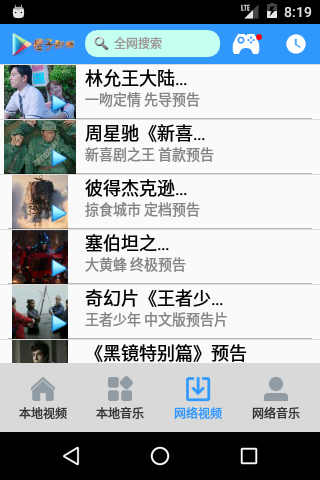 LTE 8:19
全网搜索
林允王大陆...
一吻定情 先导预告
周星驰《新喜...
新喜剧之王 首款预告
彼得杰克逊...
掠食城市 定档预告
塞伯坦之...
大黄蜂 终极预告
奇幻片《王者少...
王者少年 中文版预告片
《黑镜特别篇》预告
本地视频 本地音乐 网络视频 网络音乐